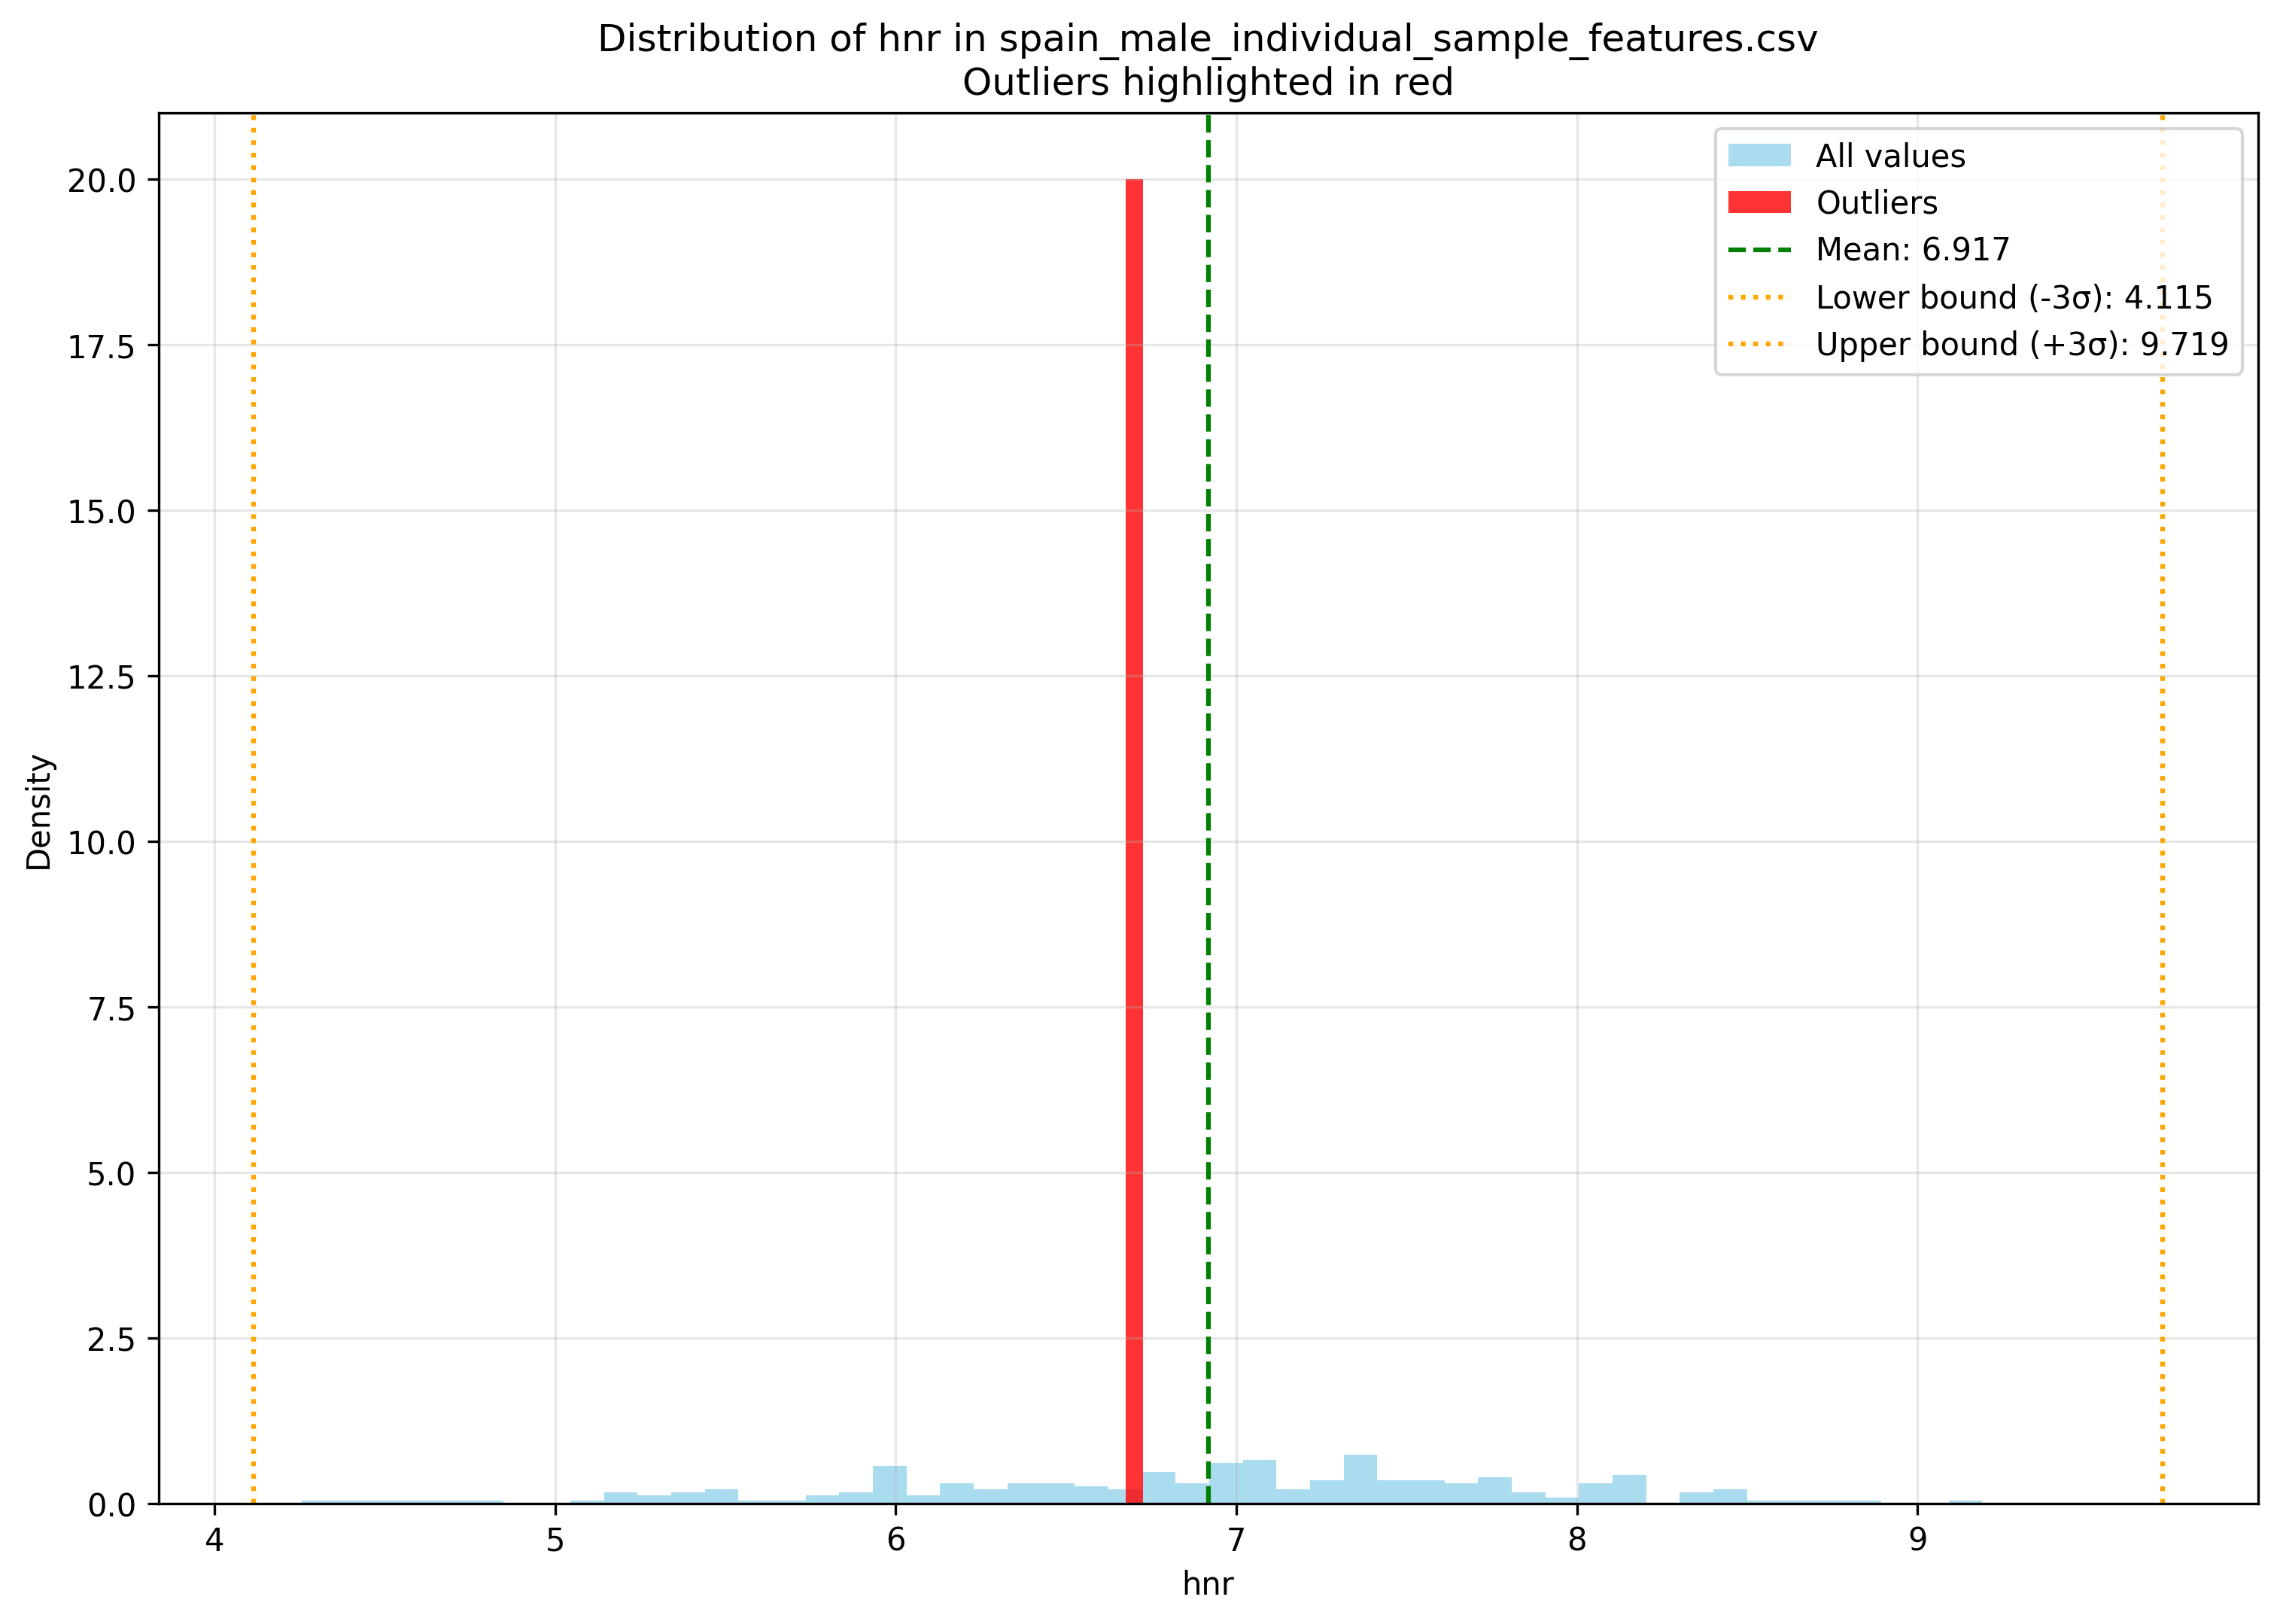 Distribution of hnr in spain_male_individual_sample_features.csv
Outliers highlighted in red
All values
Outliers
Mean: 6.917
Lower bound (-3σ): 4.115
Upper bound (+3σ): 9.719
20.0
17.5
15.0
12.5
10.0
7.5
5.0
2.5
0.0
Density
4
5
6
7
8
9
hnr